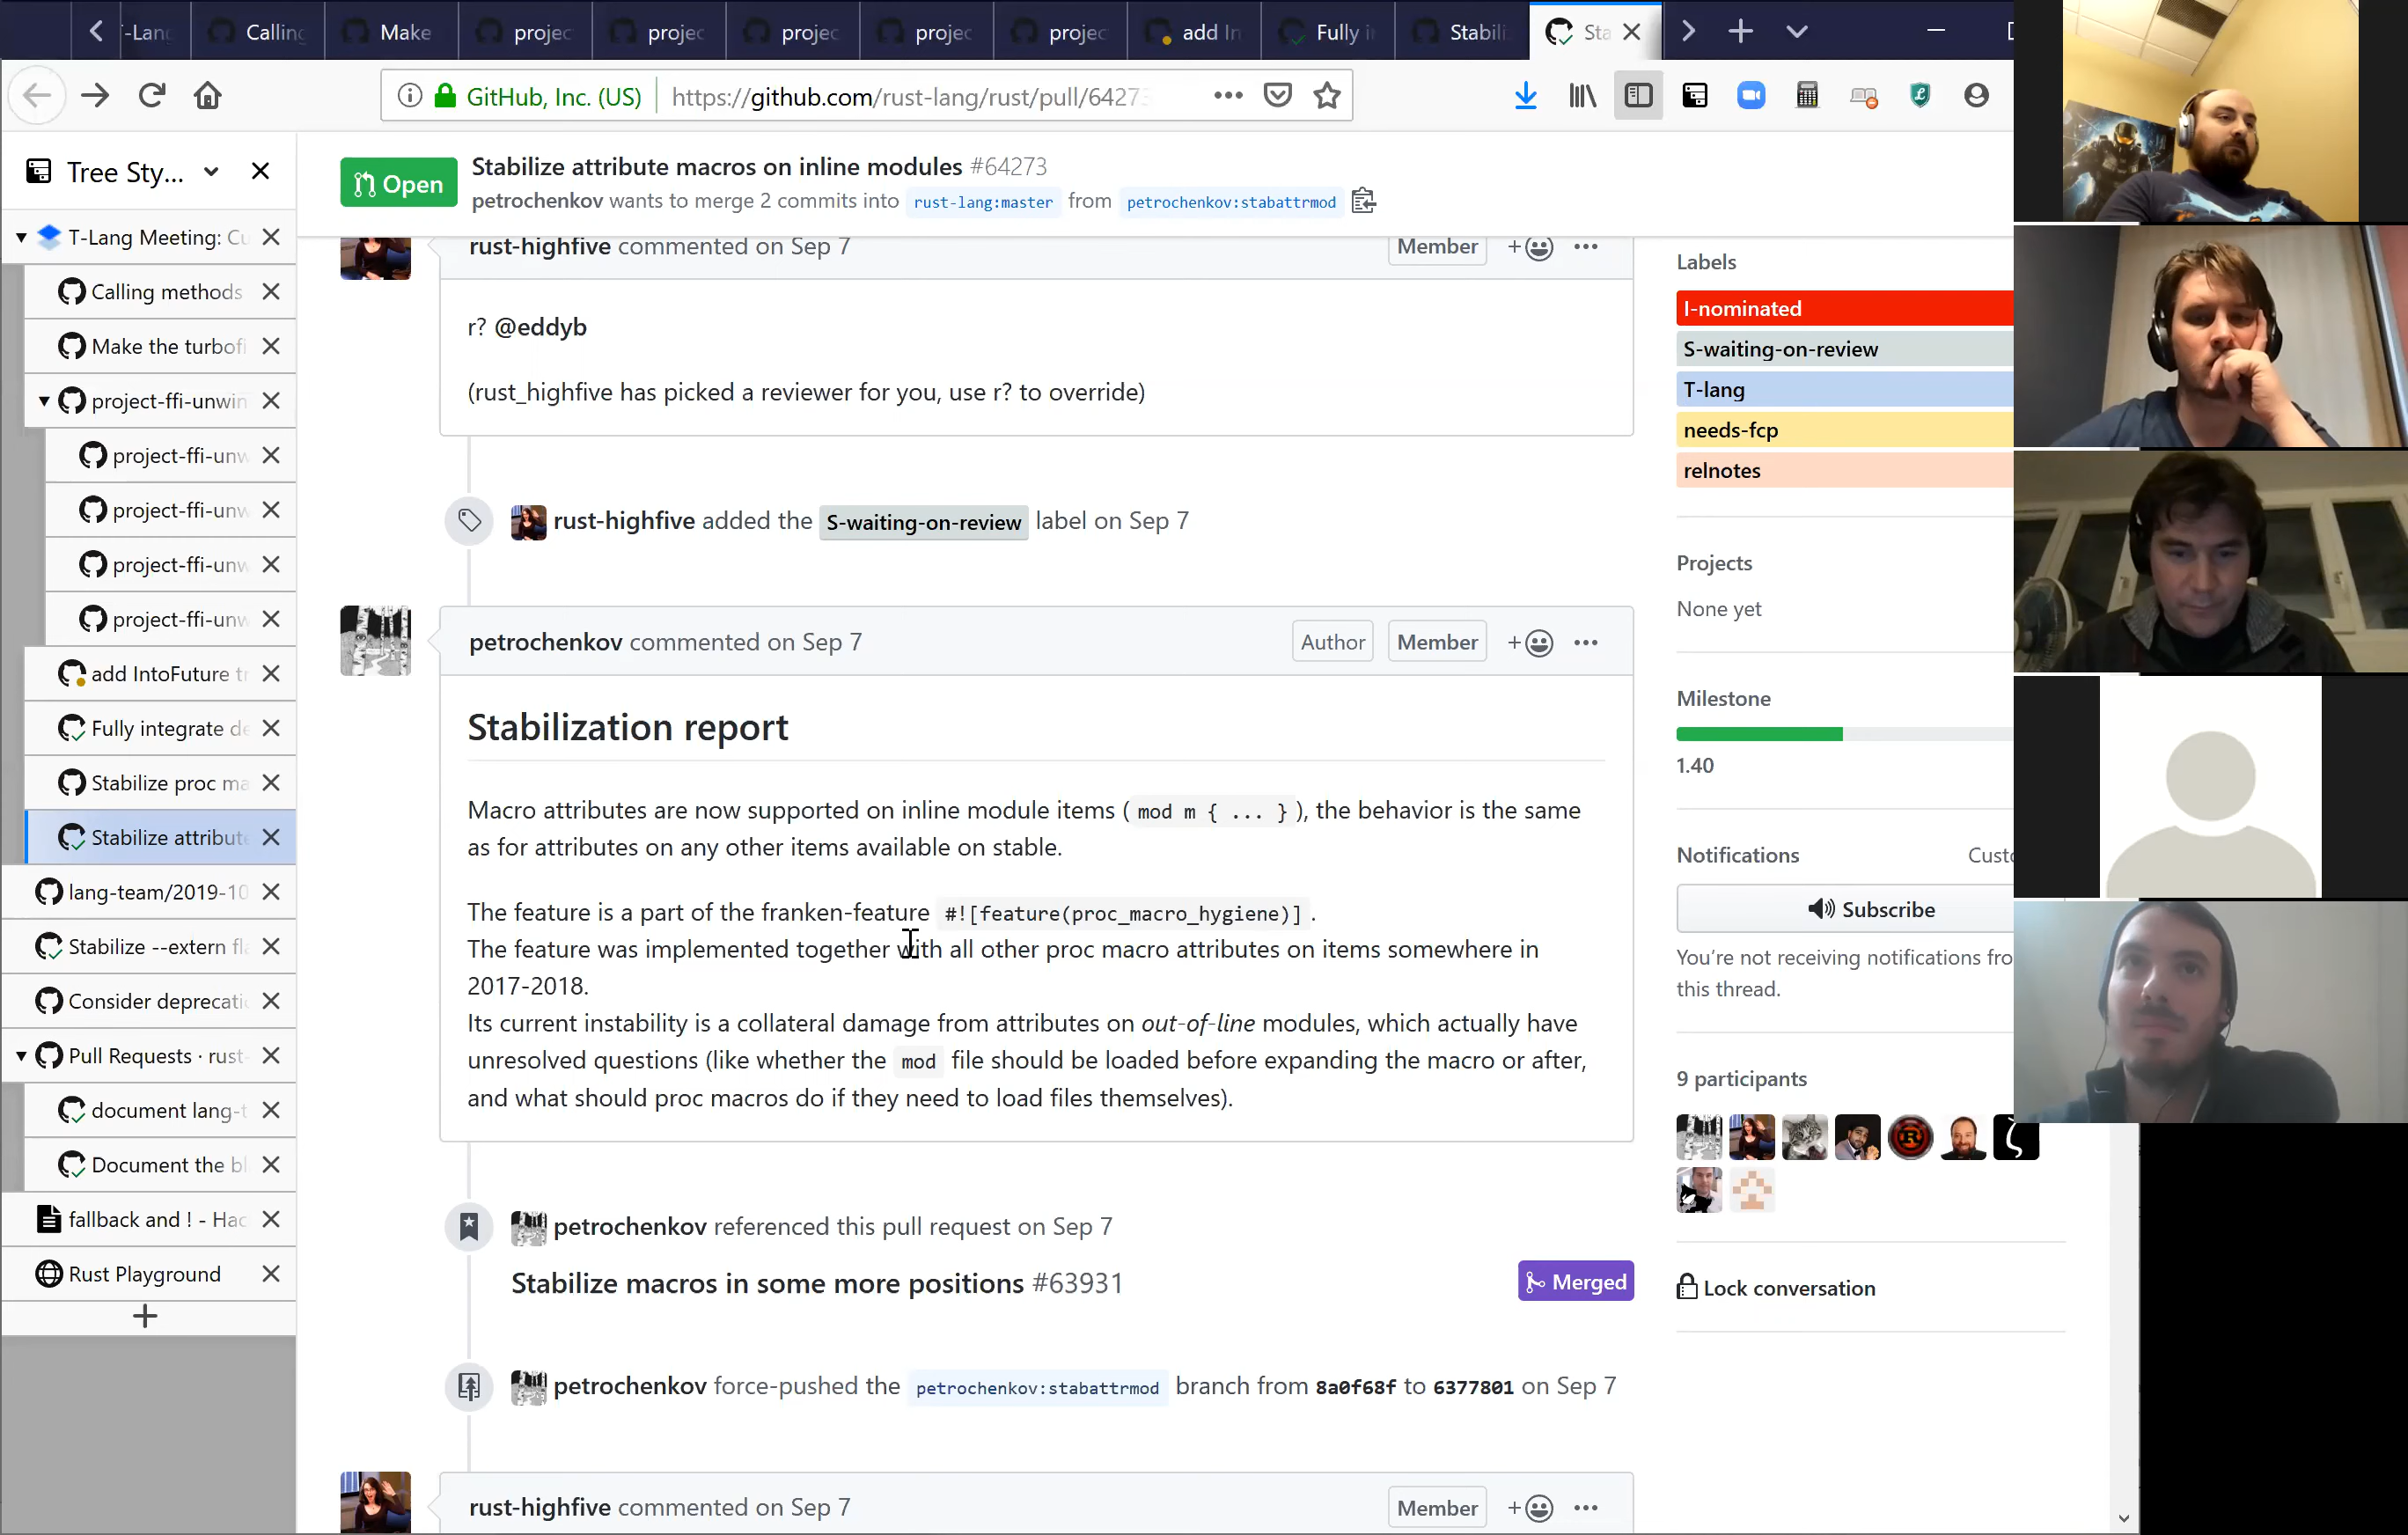 -Lang
Calling
Make
projec
projec
projec
projec
projec
add In
Fully i
Stabili
Sta
GitHub, Inc. (US)
https://github.com/rust-lang/rust/pull/64273
Tree Sty...
T-Lang Meeting: Cu
Calling methods
Make the turbofi
project-ffi-unwin
project-ffi-unw
project-ffi-unw
project-ffi-unw
project-ffi-unw
add IntoFuture tr
Fully integrate de
Stabilize proc ma
Stabilize attribute
lang-team/2019-10
Stabilize --extern fla
Consider deprecatio
Pull Requests · rust-
document lang-t
Document the bl
fallback and ! - Hac
Rust Playground
Open
Stabilize attribute macros on inline modules #64273
petrochenkov wants to merge 2 commits into rust-lang:master from petrochenkov:stabattrmod
rust-highfive commented on Sep 7
Member
r? @eddyb
(rust_highfive has picked a reviewer for you, use r? to override)
rust-highfive added the S-waiting-on-review label on Sep 7
petrochenkov commented on Sep 7
Author
Member
Stabilization report
Macro attributes are now supported on inline module items ( mod m { ... } ), the behavior is the same
as for attributes on any other items available on stable.
The feature is a part of the franken-feature #![feature(proc_macro_hygiene)] .
The feature was implemented together with all other proc macro attributes on items somewhere in
2017-2018.
Its current instability is a collateral damage from attributes on out-of-line modules, which actually have
unresolved questions (like whether the mod file should be loaded before expanding the macro or after,
and what should proc macros do if they need to load files themselves).
petrochenkov referenced this pull request on Sep 7
Stabilize macros in some more positions #63931
Merged
petrochenkov force-pushed the petrochenkov:stabattrmod branch from 8a0f68f to 6377801 on Sep 7
rust-highfive commented on Sep 7
Member
Labels
I-nominated
S-waiting-on-review
T-lang
needs-fcp
relnotes
Projects
None yet
Milestone
1.40
Notifications
Custo
Subscribe
You're not receiving notifications fro
this thread.
9 participants
Lock conversation